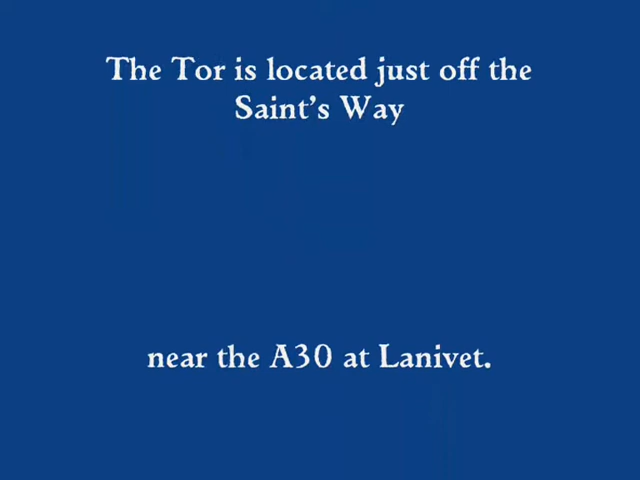 The Tor is located just off the
Saint's Way
near the A30 at Lanivet.